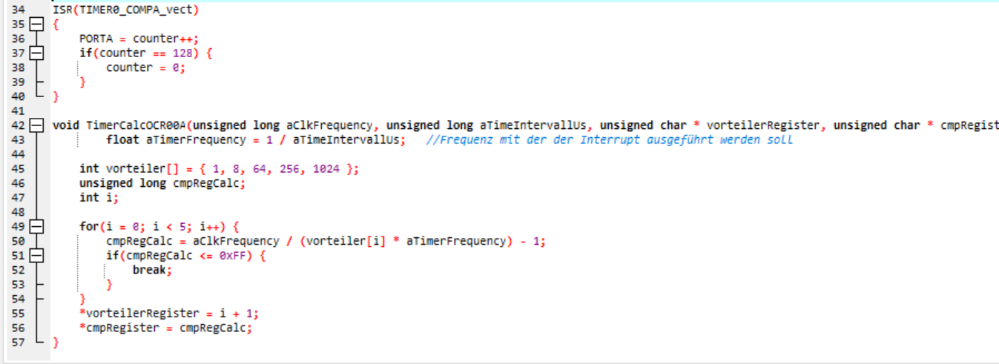 34 ISR(TIMER0_COMPA_vect)
35 {
36 PORTA = counter++;
37 if(counter == 128) {
38 counter = 0;
39 }
40 }
41
42 void TimerCalcOCR00A(unsigned long aClkFrequency, unsigned long aTimeIntervallUs, unsigned char * vorteilerRegister, unsigned char * cmpRegist
43 float aTimerFrequency = 1 / aTimeIntervallUs; //Frequenz mit der der Interrupt ausgeführt werden soll
44
45 int vorteiler[] = { 1, 8, 64, 256, 1024 };
46 unsigned long cmpRegCalc;
47 int i;
48
49 for(i = 0; i < 5; i++) {
50 cmpRegCalc = aClkFrequency / (vorteiler[i] * aTimerFrequency) - 1;
51 if(cmpRegCalc <= 0xFF) {
52 break;
53 }
54 }
55 *vorteilerRegister = i + 1;
56 *cmpRegister = cmpRegCalc;
57 }